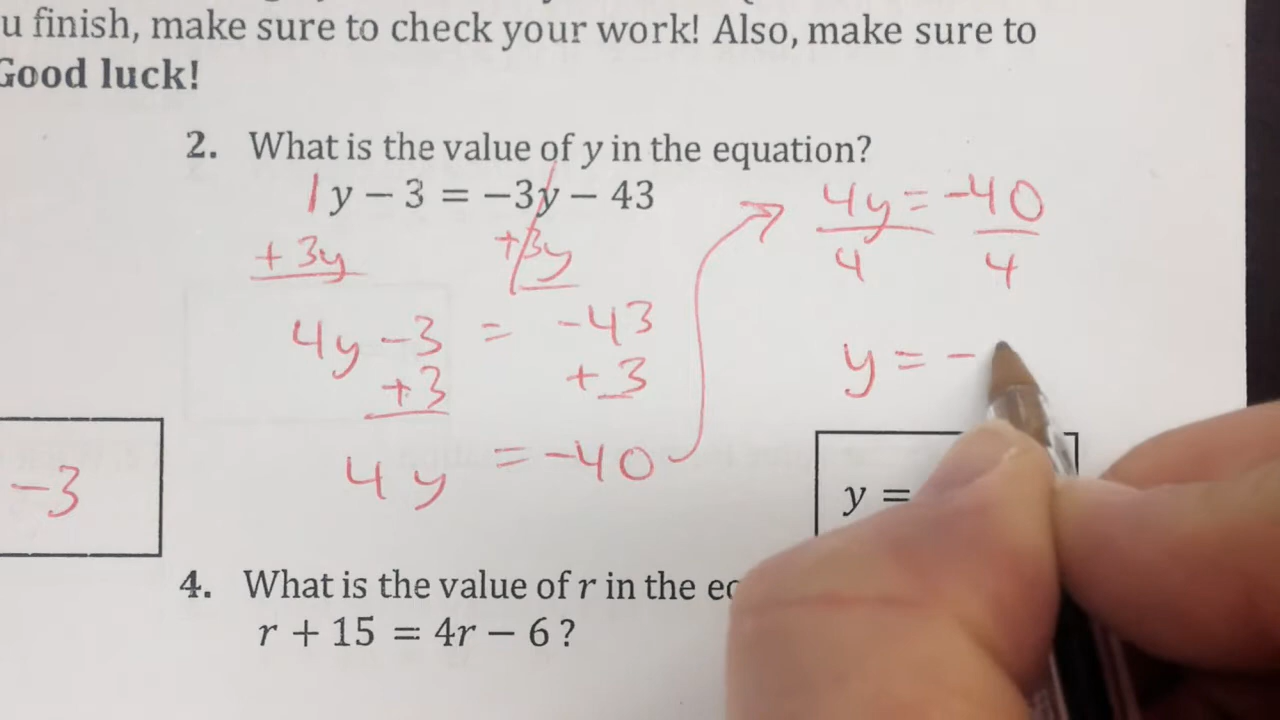 u finish, make sure to check your work! Also, make sure to
Good luck!
2. What is the value of y in the equation?
1y − 3 = −3y − 43
+ 3y +3y
4y −3 = −43
+3 +3
4y = −40
4y = −40
4 4
y = −
y =
−3
4. What is the value of r in the
r + 15 = 4r − 6 ?